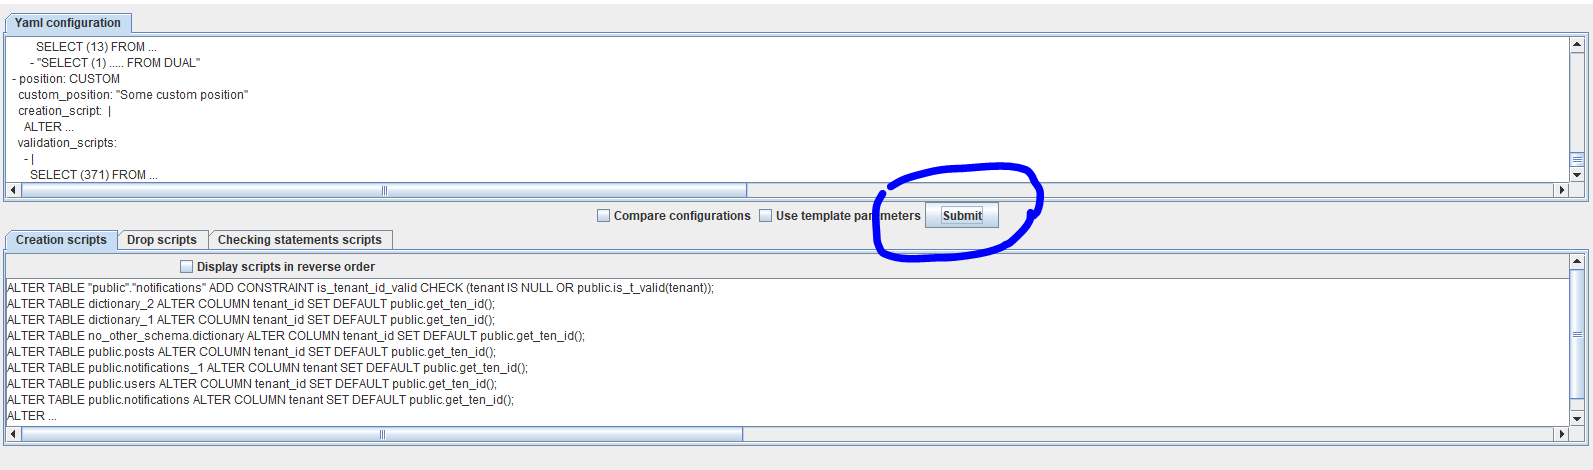 Yaml configuration
SELECT (13) FROM ...
- "SELECT (1) ..... FROM DUAL"
- position: CUSTOM
custom_position: "Some custom position"
creation_script: |
ALTER ...
validation_scripts:
- |
SELECT (371) FROM ...
Compare configurations Use template parameters Submit
Creation scripts Drop scripts Checking statements scripts
Display scripts in reverse order
ALTER TABLE "public"."notifications" ADD CONSTRAINT is_tenant_id_valid CHECK (tenant IS NULL OR public.is_t_valid(tenant));
ALTER TABLE dictionary_2 ALTER COLUMN tenant_id SET DEFAULT public.get_ten_id();
ALTER TABLE dictionary_1 ALTER COLUMN tenant_id SET DEFAULT public.get_ten_id();
ALTER TABLE no_other_schema.dictionary ALTER COLUMN tenant_id SET DEFAULT public.get_ten_id();
ALTER TABLE public.posts ALTER COLUMN tenant_id SET DEFAULT public.get_ten_id();
ALTER TABLE public.notifications_1 ALTER COLUMN tenant SET DEFAULT public.get_ten_id();
ALTER TABLE public.users ALTER COLUMN tenant_id SET DEFAULT public.get_ten_id();
ALTER TABLE public.notifications ALTER COLUMN tenant SET DEFAULT public.get_ten_id();
ALTER ...